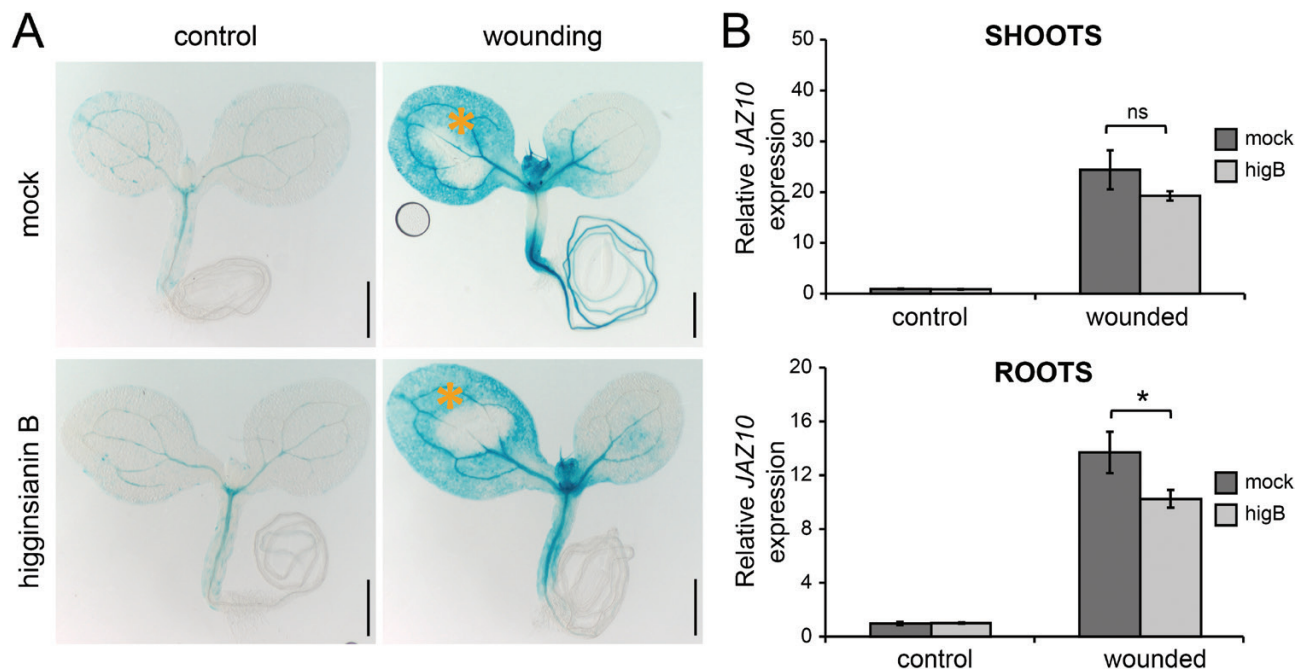 A
control
wounding
mock
higginsianin B
*
*
B
SHOOTS
Relative JAZ10
expression
50
40
30
20
10
0
ns
mock
higB
control
wounded
ROOTS
Relative JAZ10
expression
20
16
12
8
4
0
*
mock
higB
control
wounded